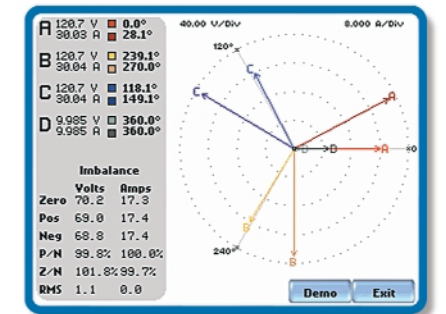 A 120.7 V 0.0°
30.03 A 28.1°
B 120.7 V 239.1°
30.04 A 270.0°
C 120.7 V 118.1°
30.04 A 149.1°
D 9.985 V 360.0°
9.985 A 360.0°
Imbalance
Volts Amps
Zero 70.2 17.3
Pos 69.0 17.4
Neg 68.8 17.4
P/N 99.8% 100.0%
Z/N 101.8% 99.7%
RMS 1.1 0.0
40.00 V/Div 8.000 A/Div
120°
C
C
A
D D A 0
B
240°
B
Demo Exit